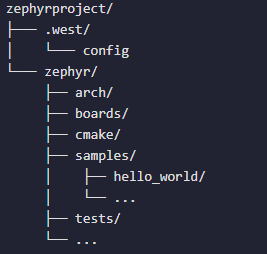 zephyrproject/
├── .west/
│   └── config
└── zephyr/
    ├── arch/
    ├── boards/
    ├── cmake/
    ├── samples/
    │    ├── hello_world/
    │    └── ...
    ├── tests/
    └── ...